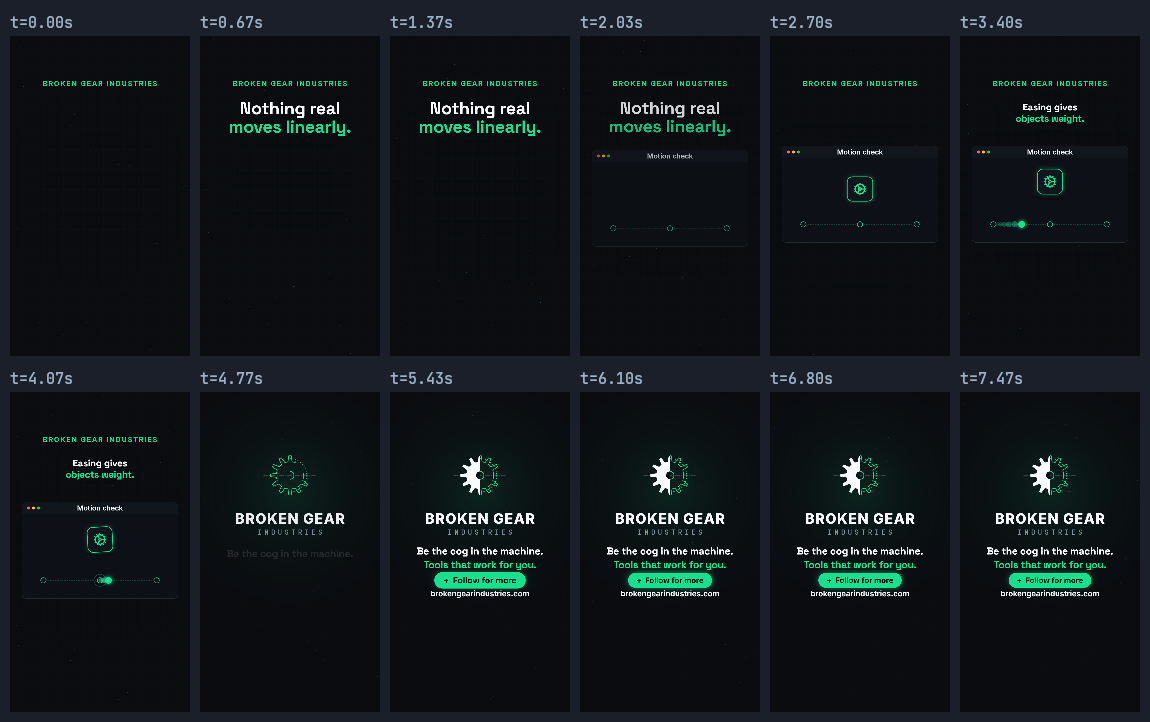 t=0.00s
BROKEN GEAR INDUSTRIES
t=0.67s
BROKEN GEAR INDUSTRIES
Nothing real
moves linearly.
t=1.37s
BROKEN GEAR INDUSTRIES
Nothing real
moves linearly.
t=2.03s
BROKEN GEAR INDUSTRIES
Nothing real
moves linearly.
Motion check
t=2.70s
BROKEN GEAR INDUSTRIES
Motion check
t=3.40s
BROKEN GEAR INDUSTRIES
Easing gives
objects weight.
Motion check
t=4.07s
BROKEN GEAR INDUSTRIES
Easing gives
objects weight.
Motion check
t=4.77s
BROKEN GEAR
INDUSTRIES
Be the cog in the machine.
t=5.43s
BROKEN GEAR
INDUSTRIES
Be the cog in the machine.
Tools that work for you.
+ Follow for more
brokengearindustries.com
t=6.10s
BROKEN GEAR
INDUSTRIES
Be the cog in the machine.
Tools that work for you.
+ Follow for more
brokengearindustries.com
t=6.80s
BROKEN GEAR
INDUSTRIES
Be the cog in the machine.
Tools that work for you.
+ Follow for more
brokengearindustries.com
t=7.47s
BROKEN GEAR
INDUSTRIES
Be the cog in the machine.
Tools that work for you.
+ Follow for more
brokengearindustries.com